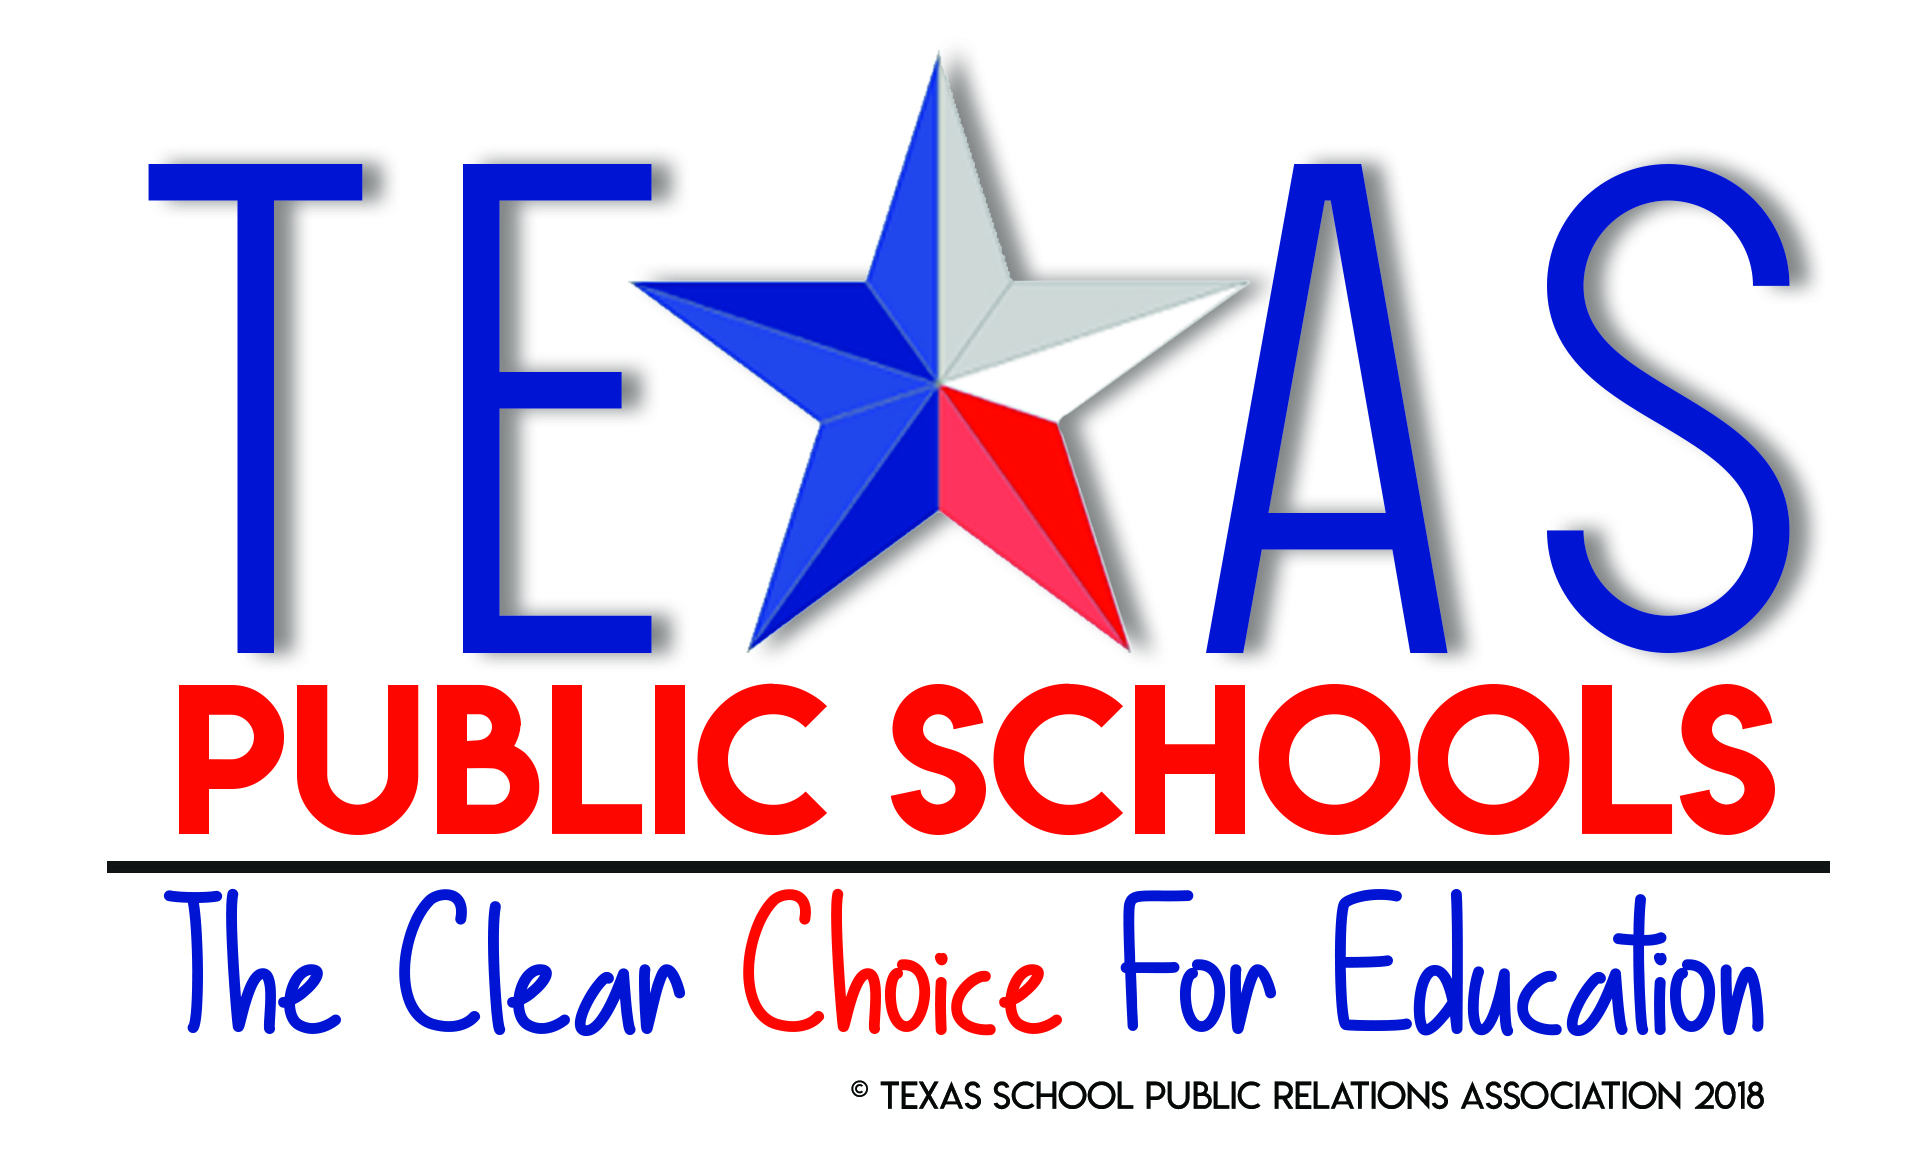 TEXAS
PUBLIC SCHOOLS
The Clear Choice For Education
© TEXAS SCHOOL PUBLIC RELATIONS ASSOCIATION 2018